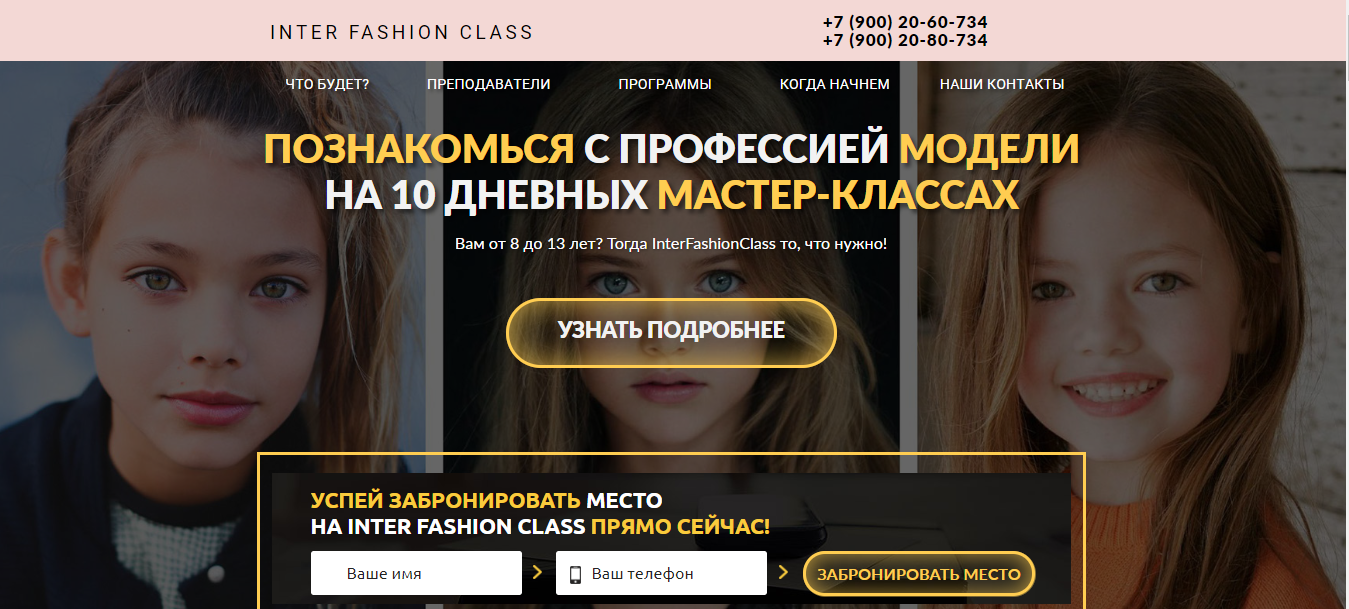 INTER FASHION CLASS
+7 (900) 20-60-734
+7 (900) 20-80-734
ЧТО БУДЕТ? ПРЕПОДАВАТЕЛИ ПРОГРАММЫ КОГДА НАЧНЕМ НАШИ КОНТАКТЫ
ПОЗНАКОМЬСЯ С ПРОФЕССИЕЙ МОДЕЛИ
НА 10 ДНЕВНЫХ МАСТЕР-КЛАССАХ
Вам от 8 до 13 лет? Тогда InterFashionClass то, что нужно!
УЗНАТЬ ПОДРОБНЕЕ
УСПЕЙ ЗАБРОНИРОВАТЬ МЕСТО
НА INTER FASHION CLASS ПРЯМО СЕЙЧАС!
Ваше имя
Ваш телефон
ЗАБРОНИРОВАТЬ МЕСТО